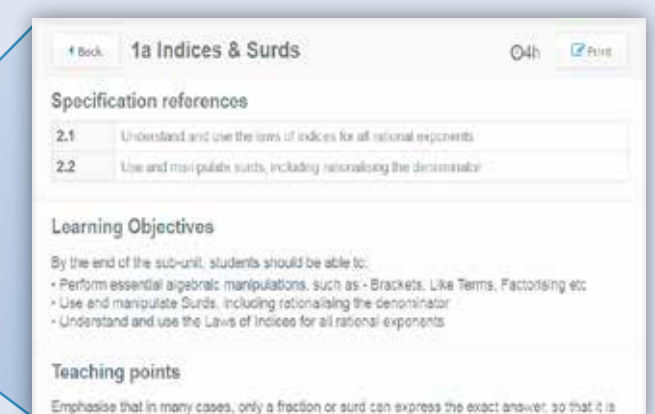 Back 1a Indices & Surds 4h Print
Specification references
2.1 Understand and use the laws of indices for all rational exponents
2.2 Use and manipulate surds, including rationalising the denominator
Learning Objectives
By the end of the sub-unit, students should be able to:
• Perform essential algebraic manipulations, such as - Brackets, Like Terms, Factorising etc
• Use and manipulate Surds, including rationalising the denominator
• Understand and use the Laws of Indices for all rational exponents
Teaching points
Emphasise that in many cases, only a fraction or surd can express the exact answer, so that it is